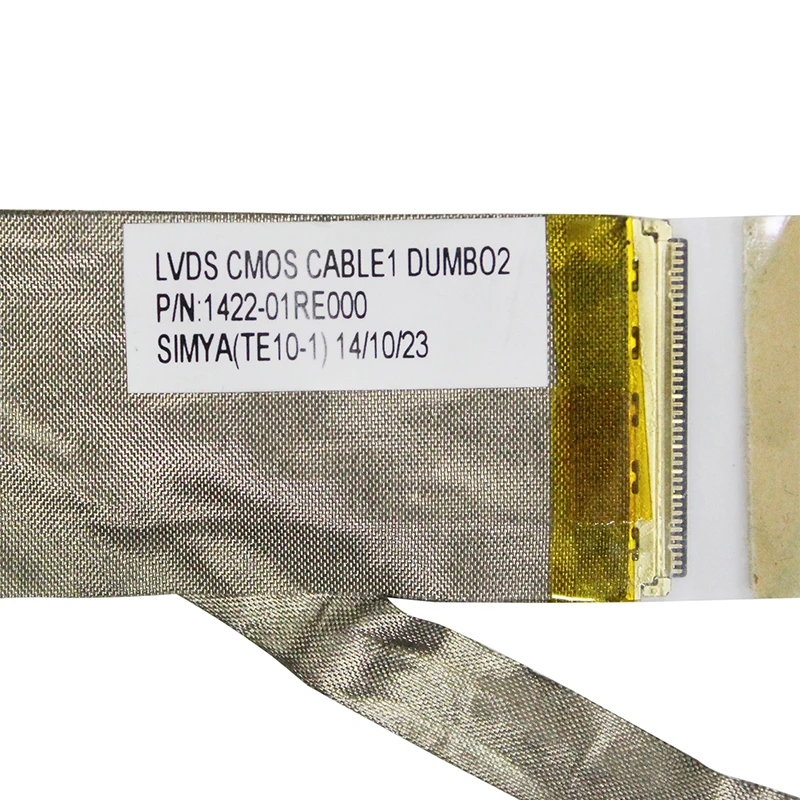 LVDS CMOS CABLE1 DUMBO2
P/N:1422-01RE000
SIMYA(TE10-1) 14/10/23